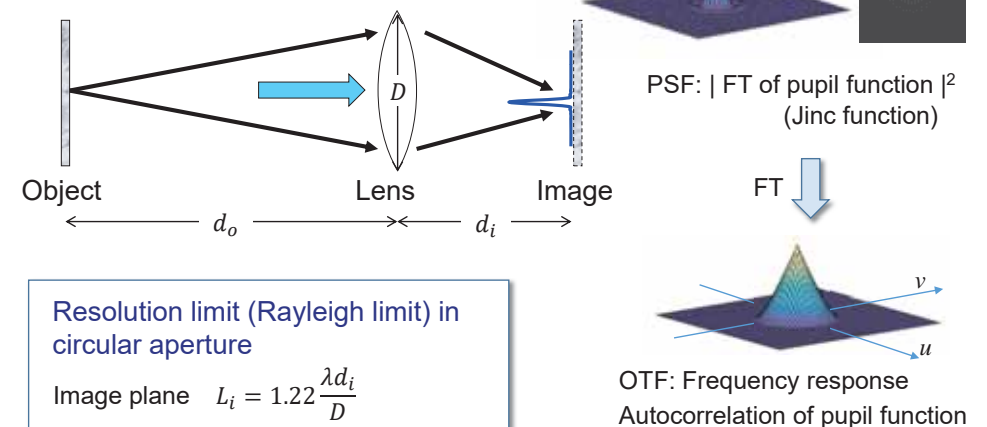 D
Object
Lens
Image
d_o
d_i
Resolution limit (Rayleigh limit) in
circular aperture
Image plane L_i = 1.22 λd_i / D
PSF: | FT of pupil function |²
(Jinc function)
FT
v
u
OTF: Frequency response
Autocorrelation of pupil function